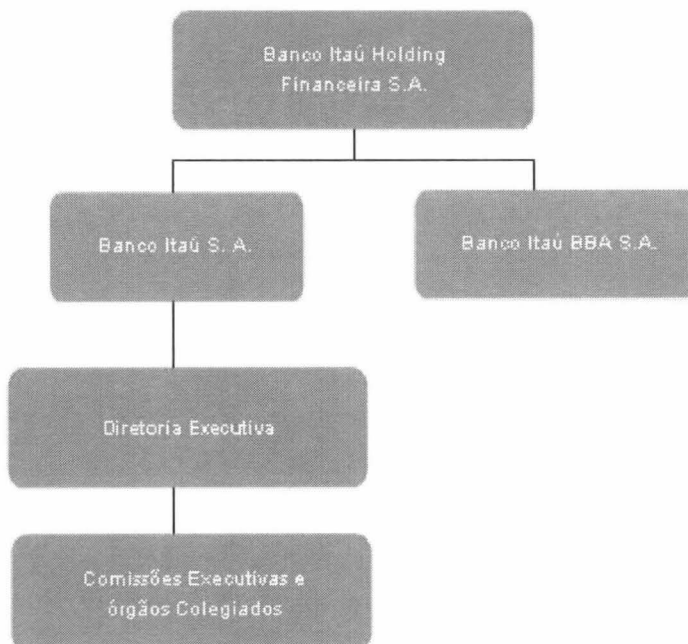 Banco Itaú Holding
Financeira S.A.
Banco Itaú S. A.
Banco Itaú BBA S.A.
Diretoria Executiva
Comissões Executivas e
órgãos Colegiados